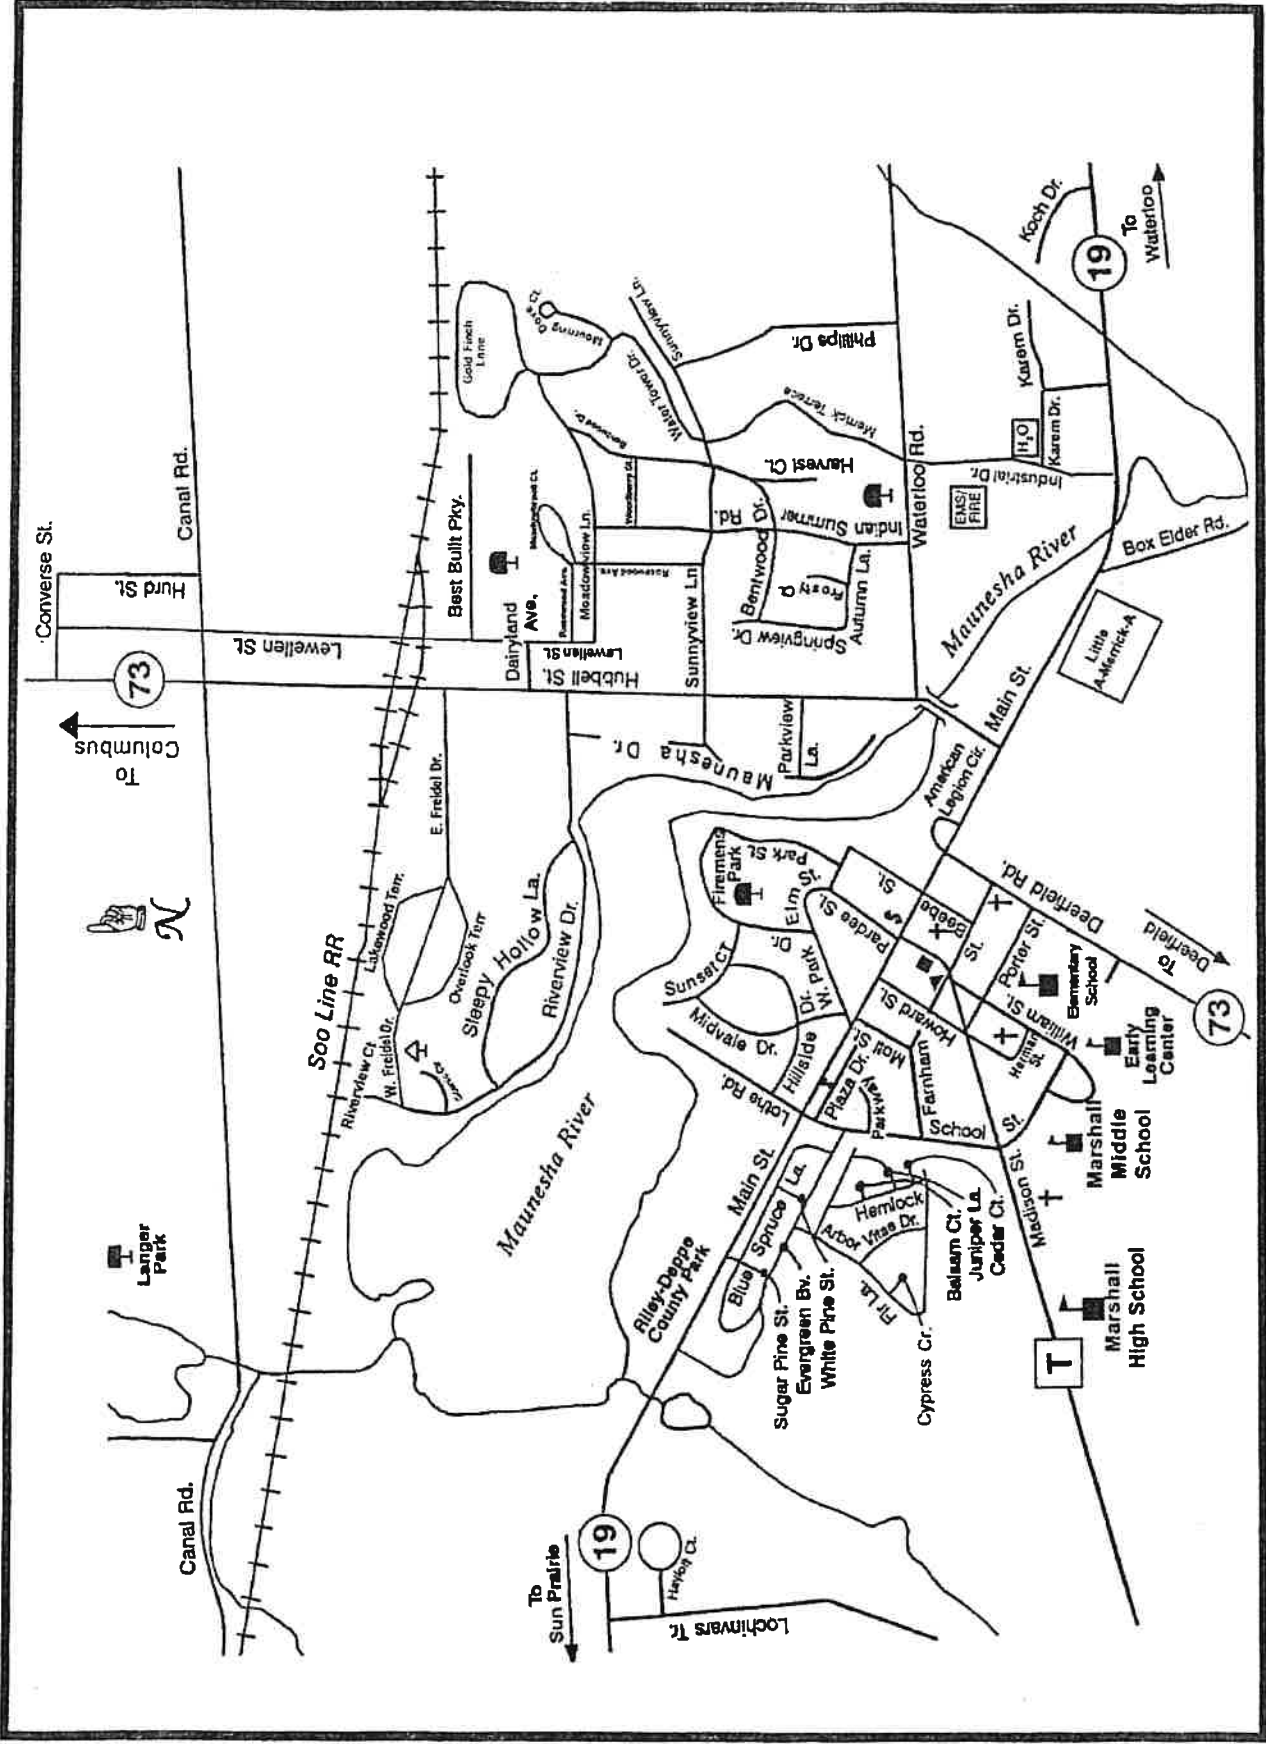 Converse St.
Hurd St.
Canal Rd.
Lewellen St.
73
To
Columbus
N
Soo Line RR
Best Built Pky.
Gold Finch
Lane
Mourning
Dove Ct.
Water Tower Dr.
Sunnyview Ln.
Phillips Dr.
Merrick Terrace
Harvest Ct.
Meadowview Ln.
Rosewood Ave.
Dairyland
Ave.
Lewellen St.
Hubbell St.
Sunnyview Ln
Bentwood
Dr.
Indian Summer
Rd.
Frosty Ct.
Autumn La.
Springview Dr.
Waterloo Rd.
EMS/
FIRE
Industrial Dr.
H2O
Karem Dr.
Karem Dr.
Koch Dr.
19
To
Waterloo
Maunesha River
Box Elder Rd.
Little
A-Merrick-A
Main St.
American
Legion Cir.
Maunesha Dr.
Parkview
La.
E. Freidel Dr.
Lakewood Terr.
Overlook Terr
Sleepy Hollow La.
Riverview Dr.
W. Freidel Dr.
Riverview Ct.
Maunesha River
Firemens
Park
Park St.
Elm St.
Pardee St.
Beebe
St.
Sunset CT
Midvale Dr.
W. Park
Dr.
Hillside
Dr.
Lothe Rd.
Plaza Dr.
Parkway
Mott St.
Howard St.
Farnham
St.
School
St.
Herman
St.
William St.
Porter St.
Deerfield Rd.
To
Deerfield
73
Elementary
School
Early
Learning
Center
Marshall
Middle
School
Madison St.
Marshall
High School
T
Main St.
Riley-Deppe
County Park
Blue Spruce La.
Sugar Pine St.
Evergreen Bv.
White Pine St.
Hemlock
Arbor Vitae Dr.
Fir La.
Cypress Cr.
Balsam Ct.
Juniper La.
Cedar Ct.
Langer
Park
Canal Rd.
To
Sun Prairie
19
Lochinvars Tr.